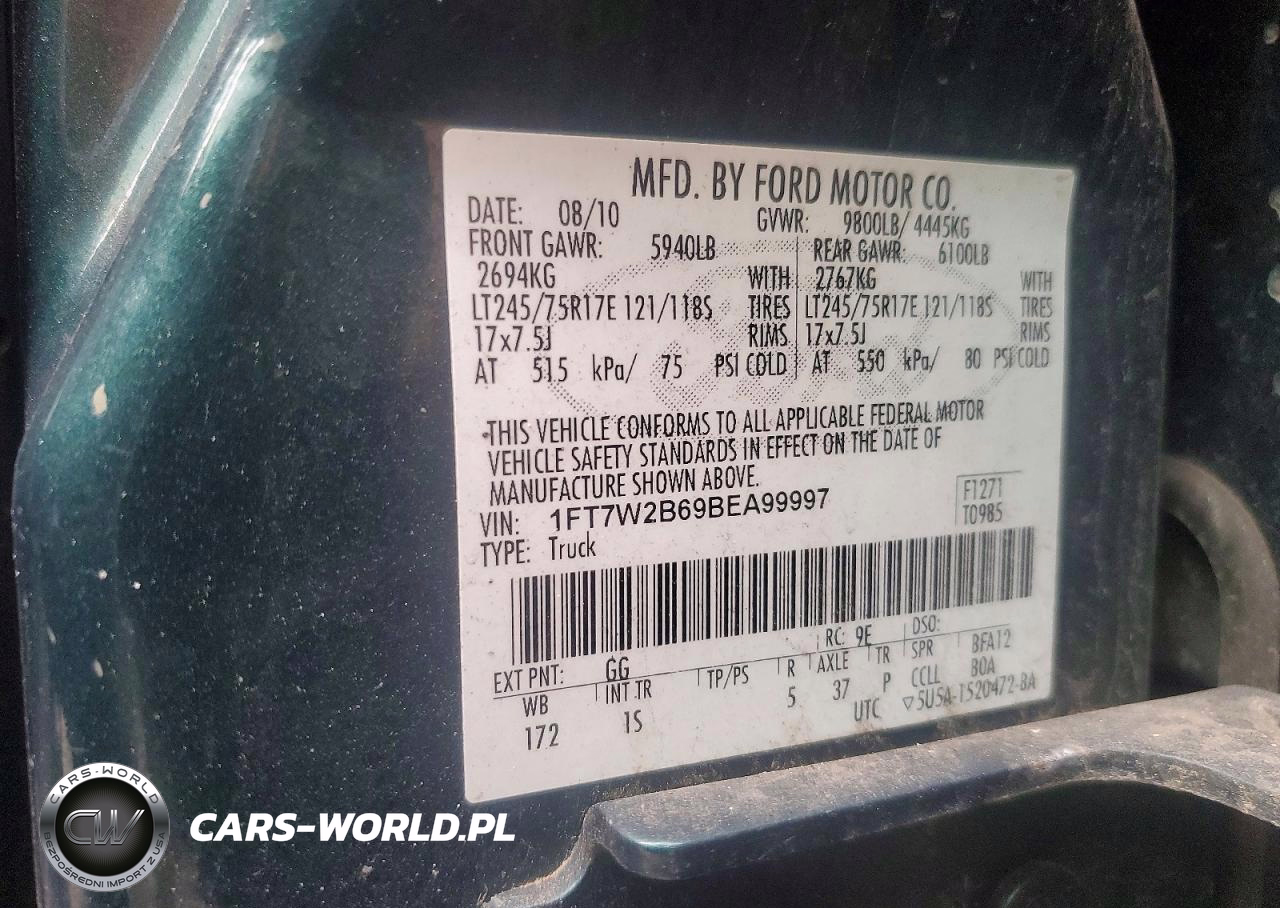 MFD. BY FORD MOTOR CO.
DATE: 08/10 GVWR: 9800LB/ 4445KG
FRONT GAWR: 5940LB REAR GAWR: 6100LB
2694KG WITH 2767KG WITH
LT245/75R17E 121/118S TIRES LT245/75R17E 121/118S TIRES
17x7.5J RIMS 17x7.5J RIMS
AT 515 kPa/ 75 PSI COLD AT 550 kPa/ 80 PSI COLD
THIS VEHICLE CONFORMS TO ALL APPLICABLE FEDERAL MOTOR
VEHICLE SAFETY STANDARDS IN EFFECT ON THE DATE OF
MANUFACTURE SHOWN ABOVE.
VIN: 1FT7W2B69BEA99997
F1271
T0985
TYPE: Truck
EXT PNT: GG RC: 9E DSO:
WB INT TR TP/PS R AXLE TR SPR BFA12
172 1S 5 37 P CCLL BOA
UTC ▽5U5A-1520472-BA
CARS-WORLD
CW
BEZPOŚREDNI IMPORT Z USA
CARS-WORLD.PL